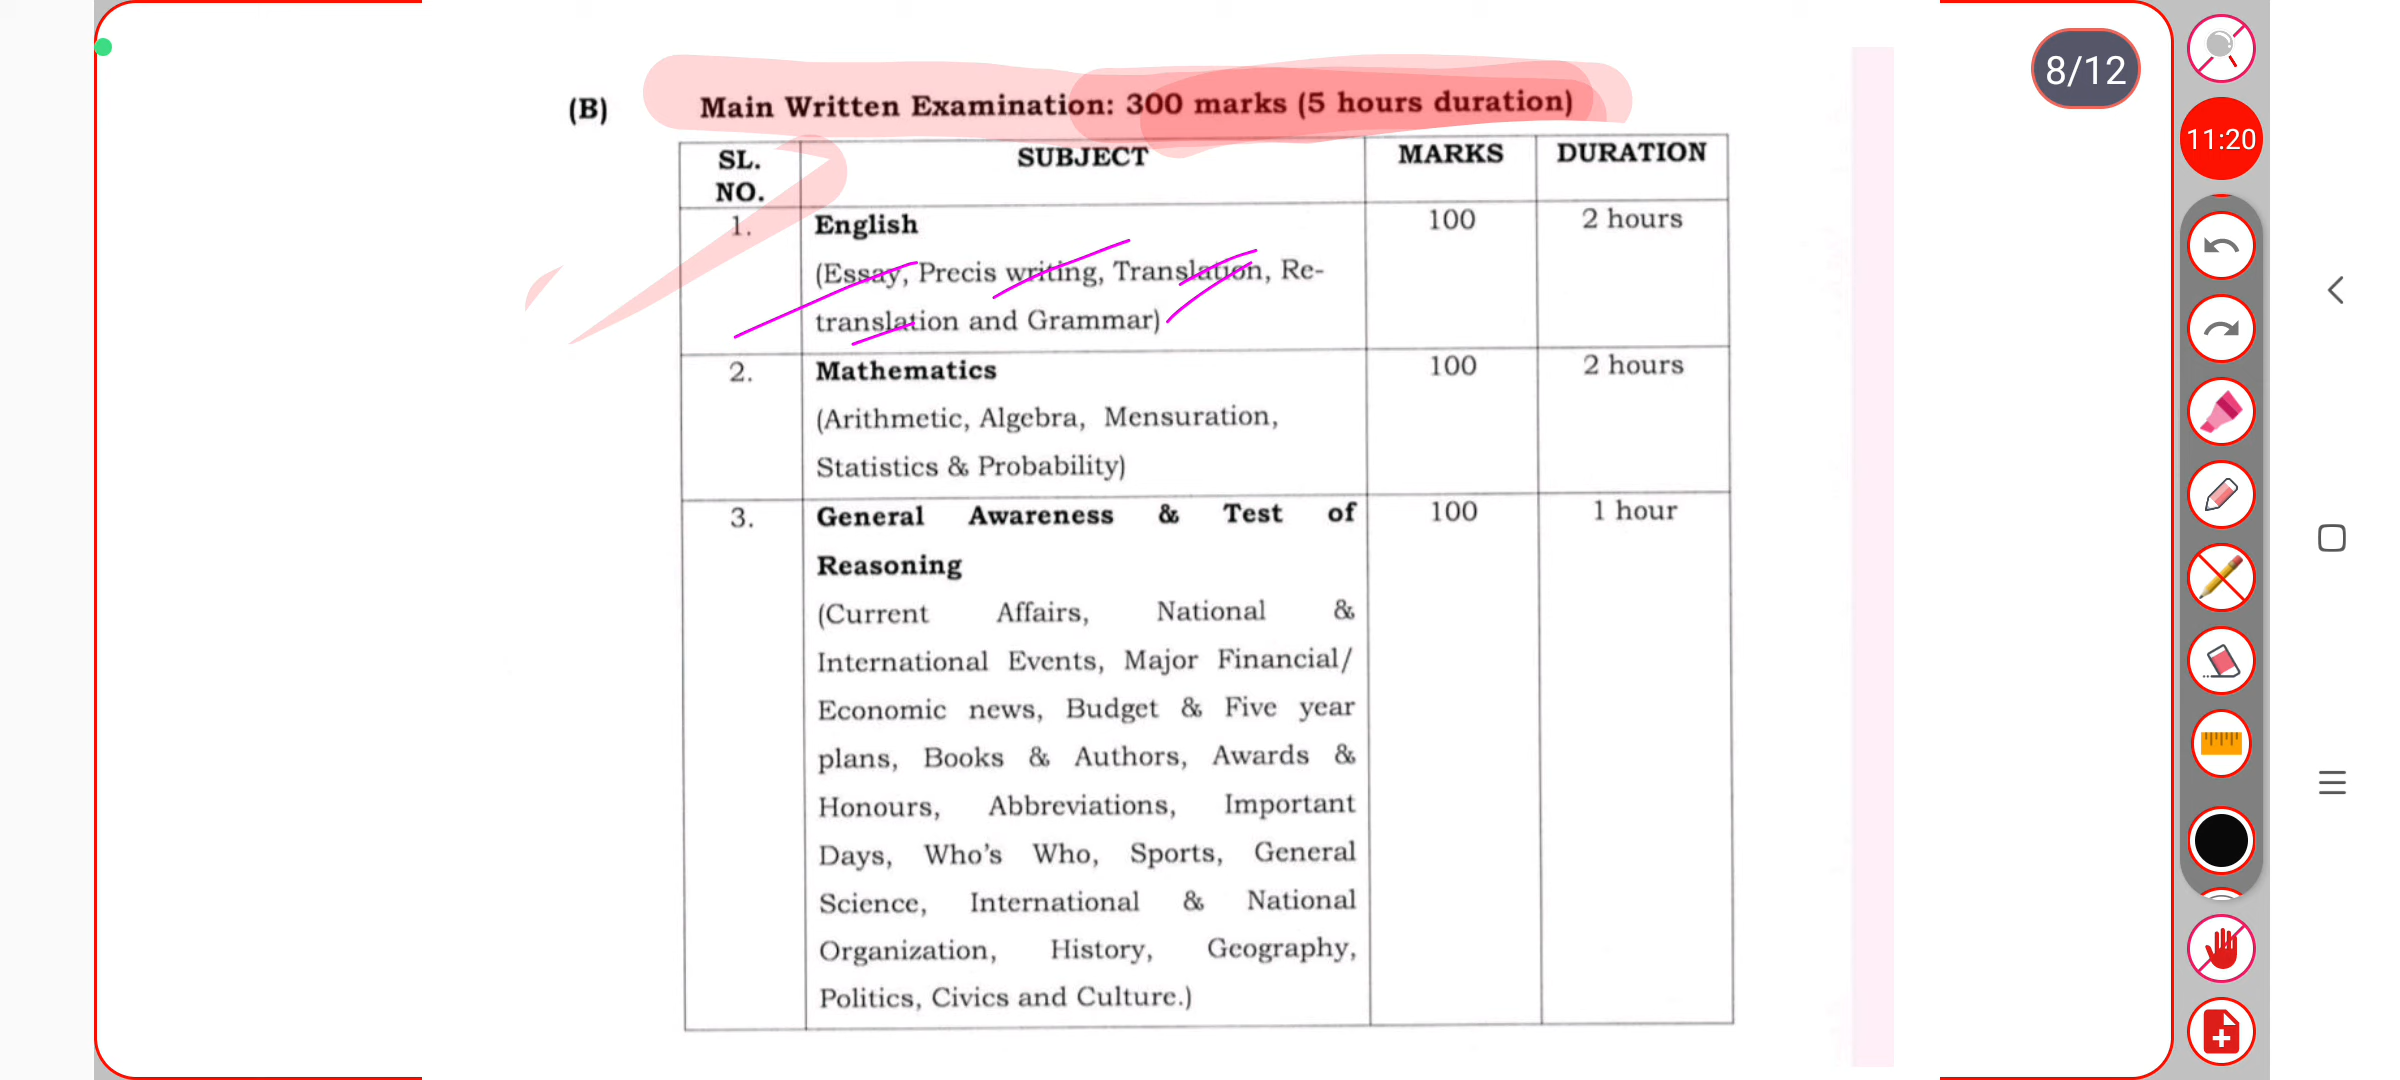 8/12
11:20
(B) Main Written Examination: 300 marks (5 hours duration)
SL. NO. SUBJECT MARKS DURATION
1. English 100 2 hours
(Essay, Precis writing, Translation, Re-
translation and Grammar)
2. Mathematics 100 2 hours
(Arithmetic, Algebra, Mensuration,
Statistics & Probability)
3. General Awareness & Test of 100 1 hour
Reasoning
(Current Affairs, National &
International Events, Major Financial/
Economic news, Budget & Five year
plans, Books & Authors, Awards &
Honours, Abbreviations, Important
Days, Who's Who, Sports, General
Science, International & National
Organization, History, Geography,
Politics, Civics and Culture.)